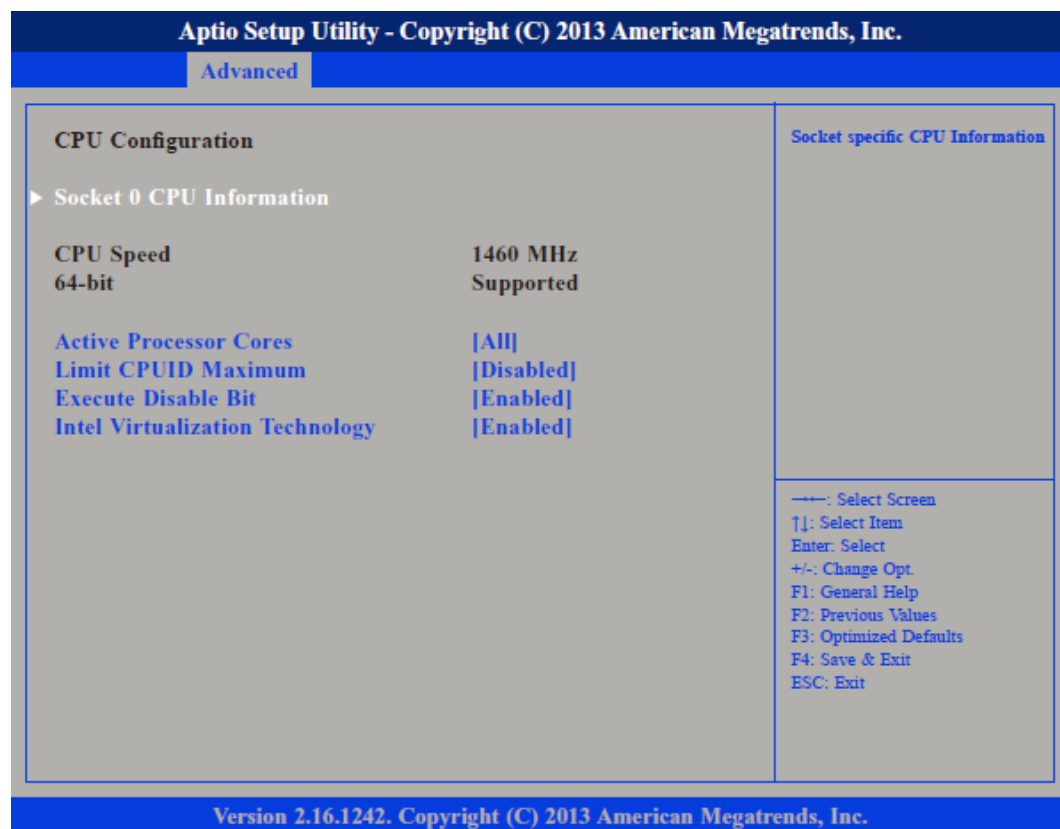 Aptio Setup Utility - Copyright (C) 2013 American Megatrends, Inc.
Advanced
CPU Configuration
Socket 0 CPU Information
CPU Speed 1460 MHz
64-bit Supported
Active Processor Cores [All]
Limit CPUID Maximum [Disabled]
Execute Disable Bit [Enabled]
Intel Virtualization Technology [Enabled]
Socket specific CPU Information
→←: Select Screen
↑↓: Select Item
Enter: Select
+/-: Change Opt.
F1: General Help
F2: Previous Values
F3: Optimized Defaults
F4: Save & Exit
ESC: Exit
Version 2.16.1242. Copyright (C) 2013 American Megatrends, Inc.